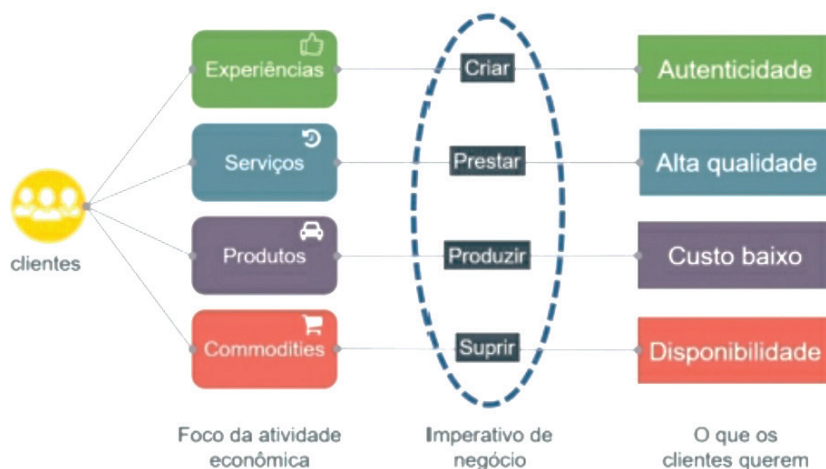 Experiências
Criar
Autenticidade
Serviços
Prestar
Alta qualidade
clientes
Produtos
Produzir
Custo baixo
Commodities
Suprir
Disponibilidade
Foco da atividade
econômica
Imperativo de
negócio
O que os
clientes querem